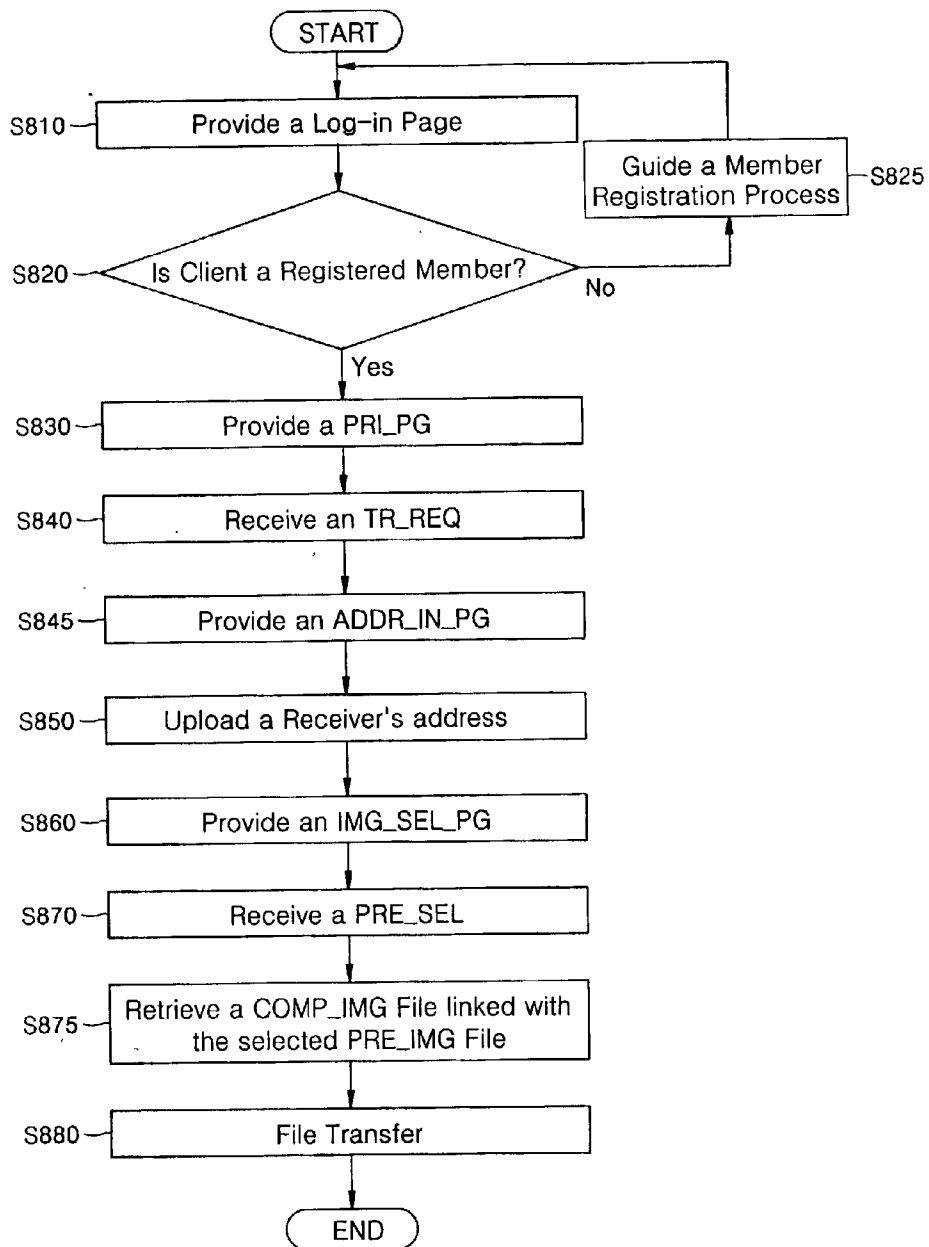 START
S810
Provide a Log-in Page
Guide a Member
Registration Process
S825
S820
Is Client a Registered Member?
No
Yes
S830
Provide a PRI_PG
S840
Receive an TR_REQ
S845
Provide an ADDR_IN_PG
S850
Upload a Receiver's address
S860
Provide an IMG_SEL_PG
S870
Receive a PRE_SEL
S875
Retrieve a COMP_IMG File linked with
the selected PRE_IMG File
S880
File Transfer
END